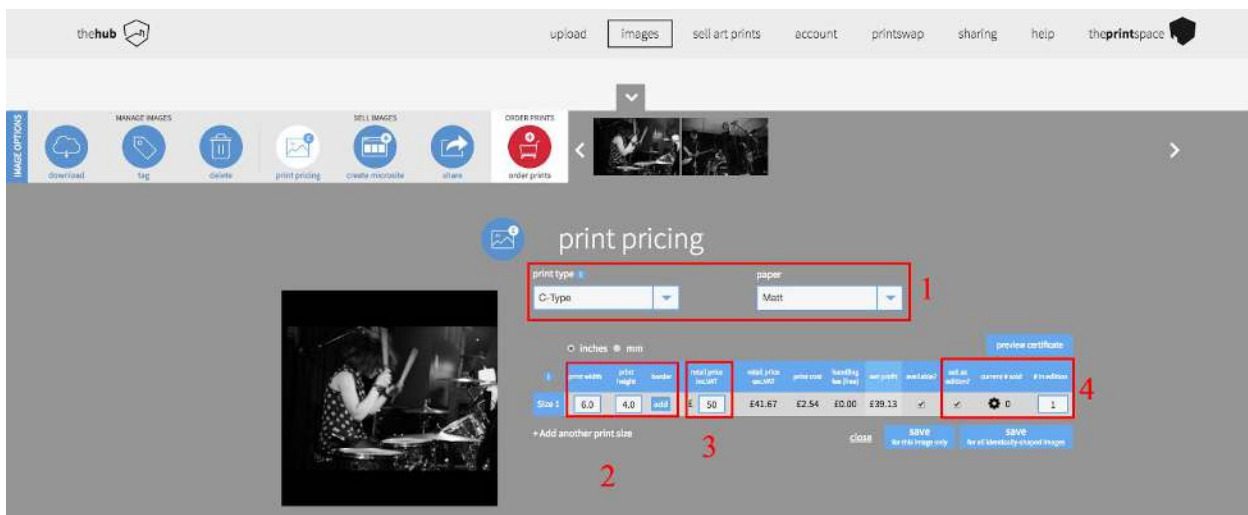 thehub
upload images sell art prints account printswap sharing help theprintspace
IMAGE OPTIONS
MANAGE IMAGES SELL IMAGES ORDER PRINTS
download tag delete print pricing create microsite share order prints
print pricing
print type paper
C-Type Matt
1
inches mm
preview certificate
print width print height border retail price inc.VAT retail price exc.VAT print cost handling fee (free) net profit available? sell as edition? current # sold # in edition
Size 1 6.0 4.0 add £ 50 £41.67 £2.54 £0.00 £39.13 0 1
4
+ Add another print size
close
save for this image only
save for all identically-shaped images
3
2